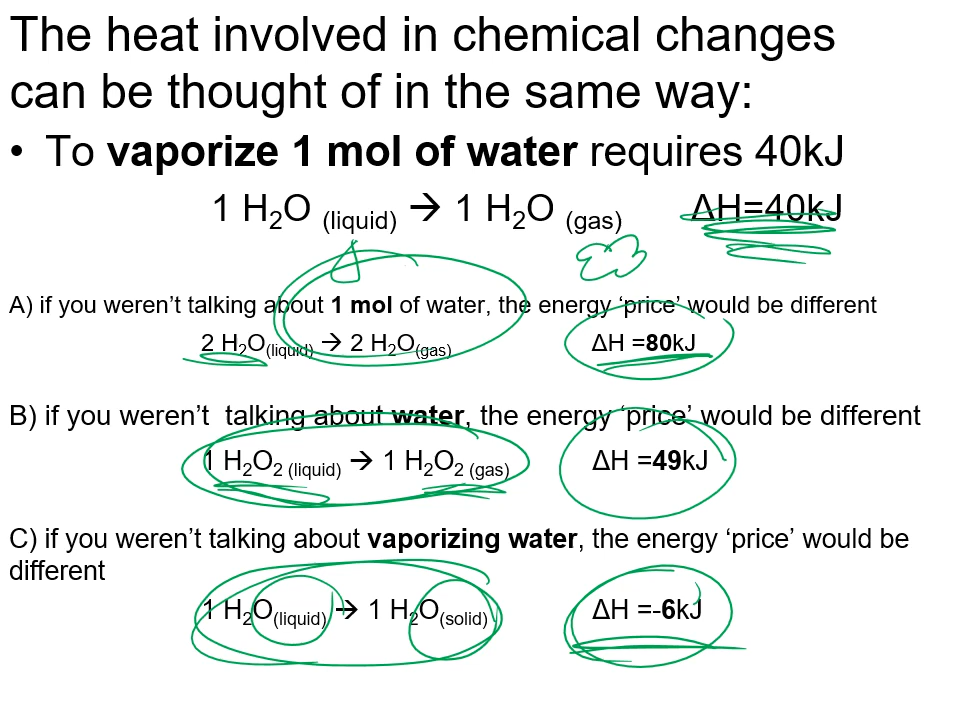 The heat involved in chemical changes
can be thought of in the same way:
• To vaporize 1 mol of water requires 40kJ
1 H₂O (liquid) → 1 H₂O (gas) ΔH=40kJ
A) if you weren’t talking about 1 mol of water, the energy ‘price’ would be different
2 H₂O(liquid) → 2 H₂O(gas) ΔH =80kJ
B) if you weren’t  talking about water, the energy ‘price’ would be different
1 H₂O₂ (liquid) → 1 H₂O₂ (gas) ΔH =49kJ
C) if you weren’t talking about vaporizing water, the energy ‘price’ would be
different
1 H₂O(liquid) → 1 H₂O(solid) ΔH =-6kJ